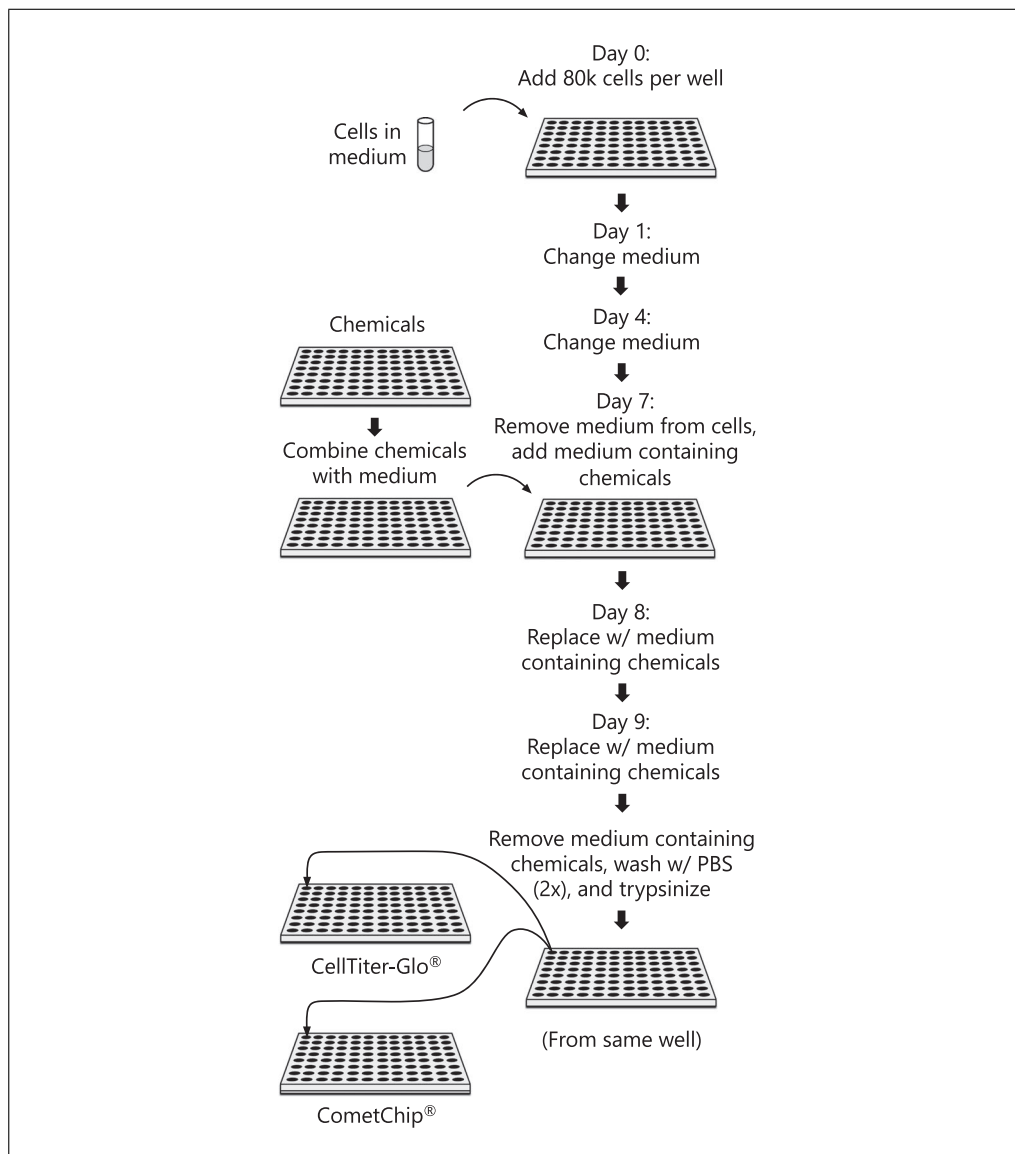 Day 0:
Add 80k cells per well
Cells in
medium
Day 1:
Change medium
Day 4:
Change medium
Chemicals
Combine chemicals
with medium
Day 7:
Remove medium from cells,
add medium containing
chemicals
Day 8:
Replace w/ medium
containing chemicals
Day 9:
Replace w/ medium
containing chemicals
Remove medium containing
chemicals, wash w/ PBS
(2x), and trypsinize
CellTiter-Glo®
(From same well)
CometChip®